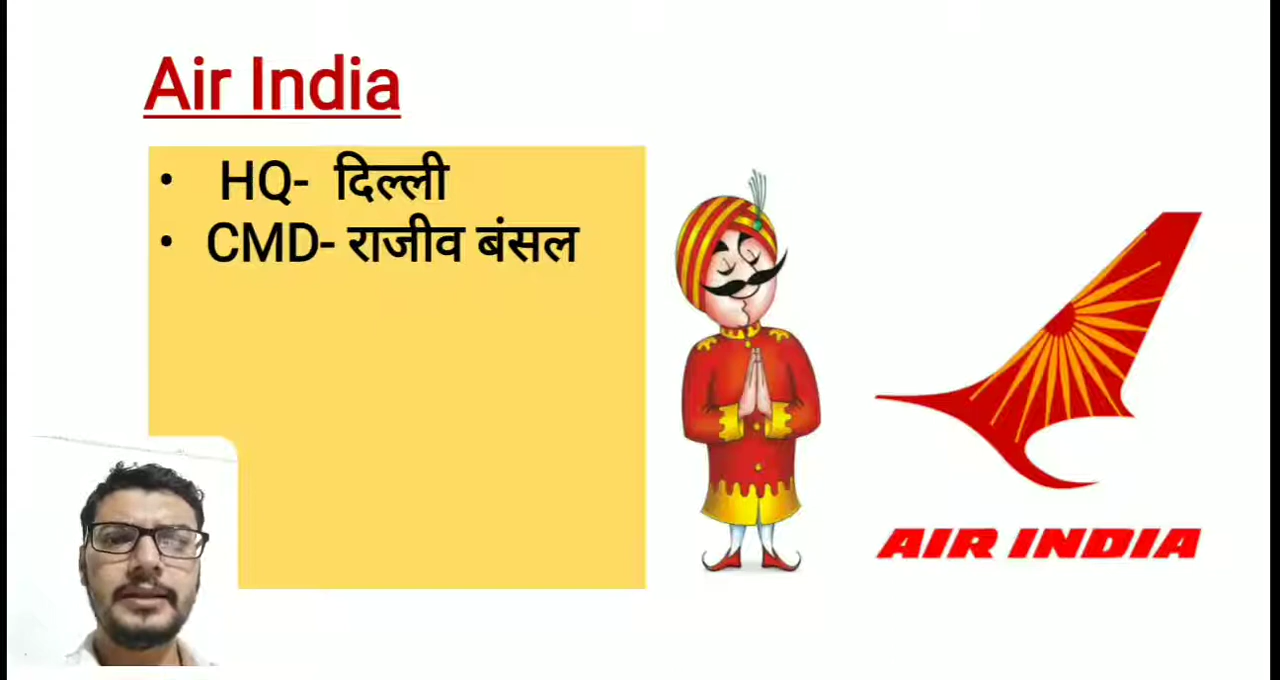 Air India
• HQ- दिल्ली
• CMD- राजीव बंसल
AIR INDIA